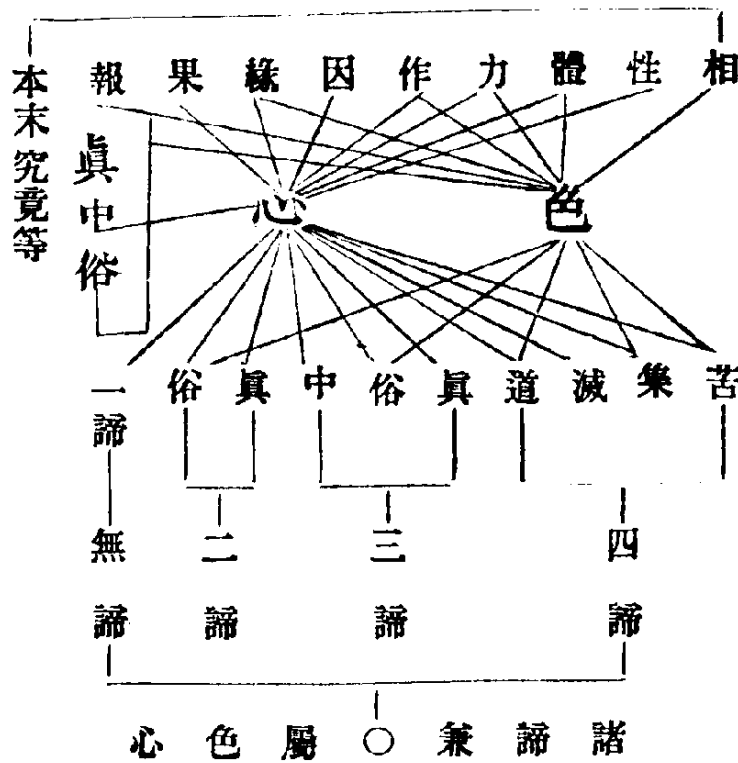 相性體力作因緣果報
本末究竟等
眞中俗
色心
苦集滅道眞俗中眞俗一諦
四諦
三諦
二諦
無諦
諸諦兼〇屬色心